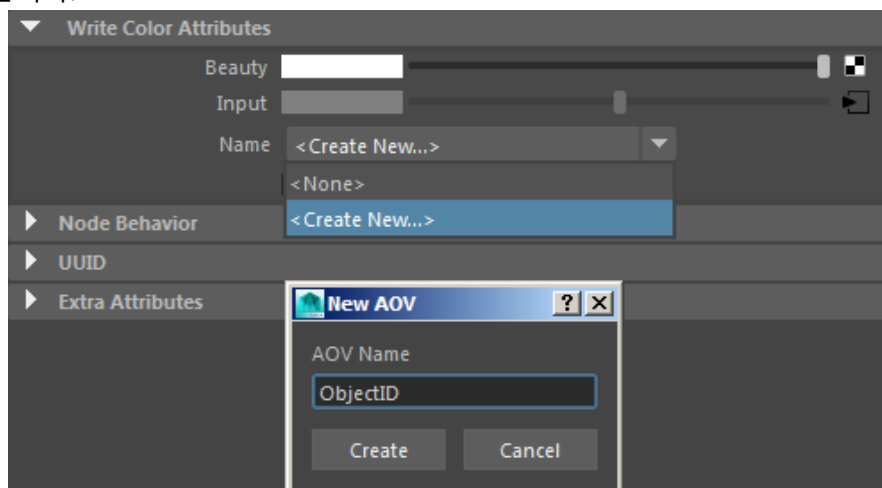 Write Color Attributes
Beauty
Input
Name <Create New...>
<None>
<Create New...>
Node Behavior
UUID
Extra Attributes
New AOV
AOV Name
ObjectID
Create Cancel